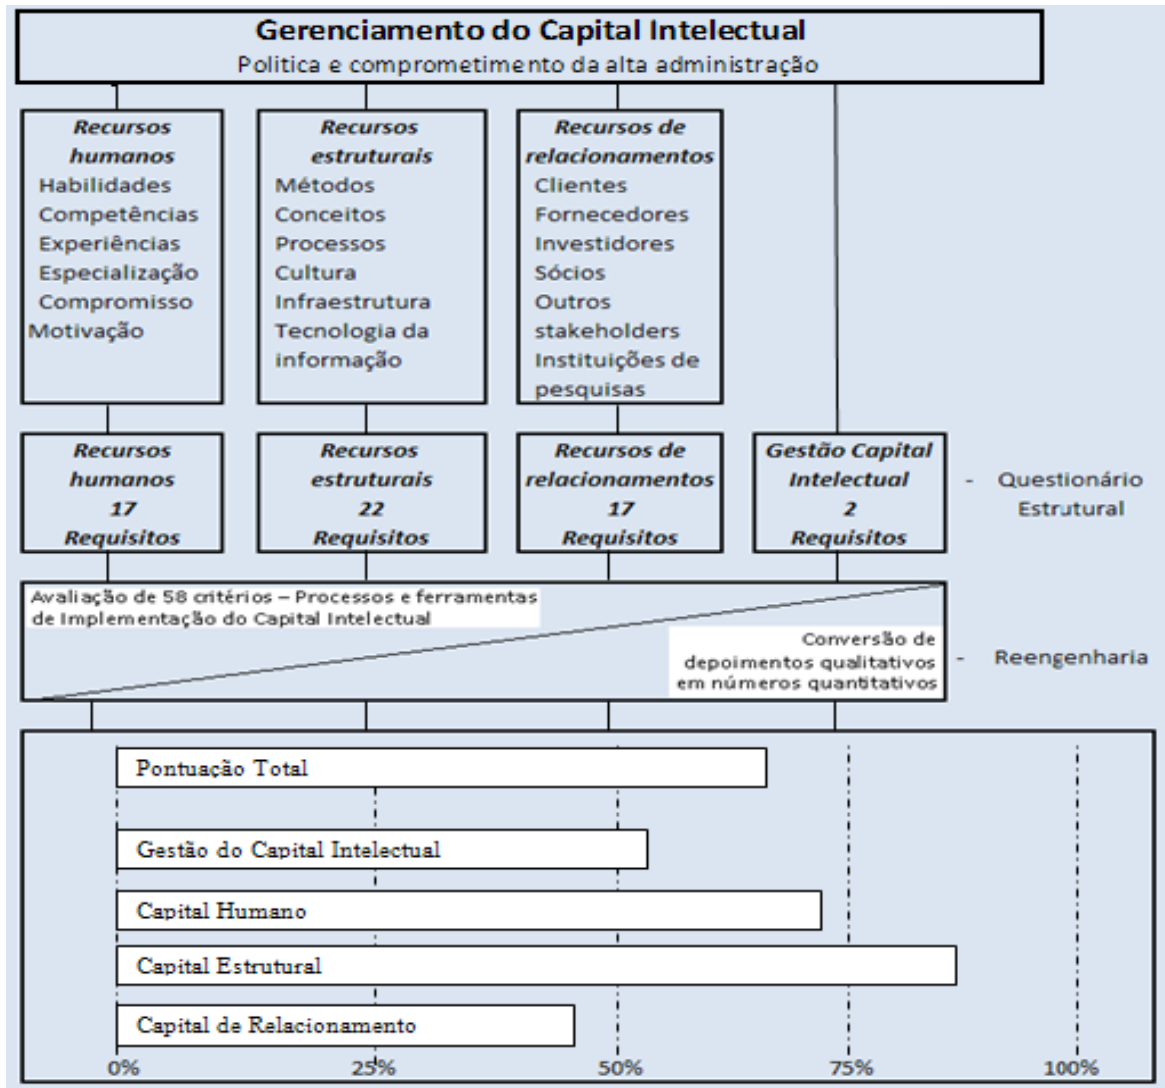 Gerenciamento do Capital Intelectual
Politica e comprometimento da alta administração
Recursos
humanos
Habilidades
Competências
Experiências
Especialização
Compromisso
Motivação
Recursos
estruturais
Métodos
Conceitos
Processos
Cultura
Infraestrutura
Tecnologia da
informação
Recursos de
relacionamentos
Clientes
Fornecedores
Investidores
Sócios
Outros
stakeholders
Instituições de
pesquisas
Recursos
humanos
17
Requisitos
Recursos
estruturais
22
Requisitos
Recursos de
relacionamentos
17
Requisitos
Gestão Capital
Intelectual
2
Requisitos
- Questionário
Estrutural
Avaliação de 58 critérios – Processos e ferramentas
de Implementação do Capital Intelectual
Conversão de
depoimentos qualitativos
em números quantitativos
- Reengenharia
Pontuação Total
Gestão do Capital Intelectual
Capital Humano
Capital Estrutural
Capital de Relacionamento
0% 25% 50% 75% 100%